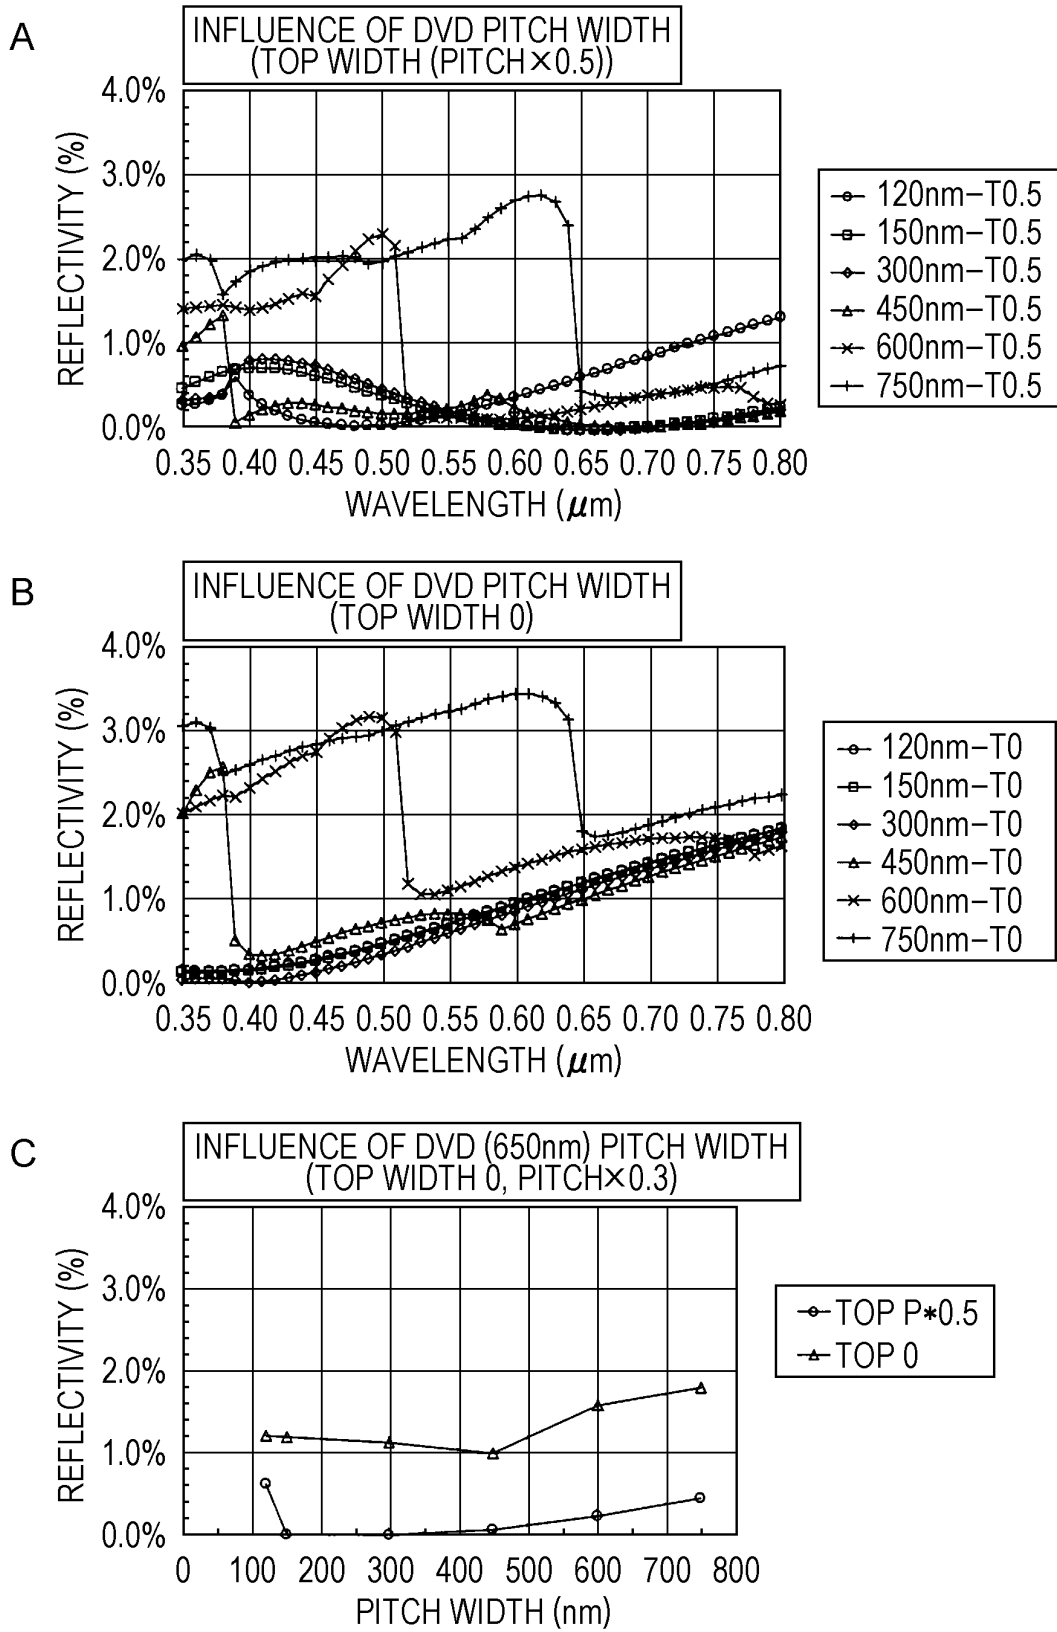 A
INFLUENCE OF DVD PITCH WIDTH
(TOP WIDTH (PITCH×0.5))
4.0%
3.0%
2.0%
1.0%
0.0%
REFLECTIVITY (%)
0.35 0.40 0.45 0.50 0.55 0.60 0.65 0.70 0.75 0.80
WAVELENGTH (μm)
120nm–T0.5
150nm–T0.5
300nm–T0.5
450nm–T0.5
600nm–T0.5
750nm–T0.5
B
INFLUENCE OF DVD PITCH WIDTH
(TOP WIDTH 0)
4.0%
3.0%
2.0%
1.0%
0.0%
REFLECTIVITY (%)
0.35 0.40 0.45 0.50 0.55 0.60 0.65 0.70 0.75 0.80
WAVELENGTH (μm)
120nm–T0
150nm–T0
300nm–T0
450nm–T0
600nm–T0
750nm–T0
C
INFLUENCE OF DVD (650nm) PITCH WIDTH
(TOP WIDTH 0, PITCH×0.3)
4.0%
3.0%
2.0%
1.0%
0.0%
REFLECTIVITY (%)
0 100 200 300 400 500 600 700 800
PITCH WIDTH (nm)
TOP P*0.5
TOP 0